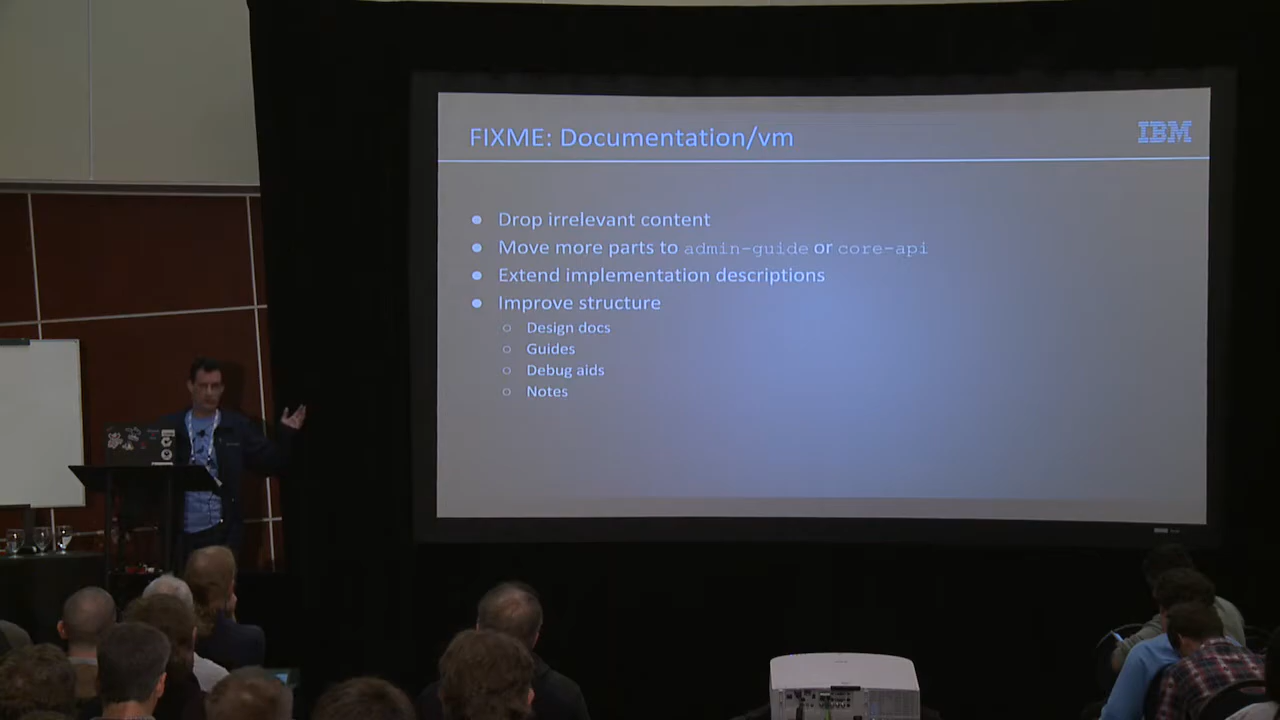 FIXME: Documentation/vm
IBM
● Drop irrelevant content
● Move more parts to admin-guide or core-api
● Extend implementation descriptions
● Improve structure
○ Design docs
○ Guides
○ Debug aids
○ Notes